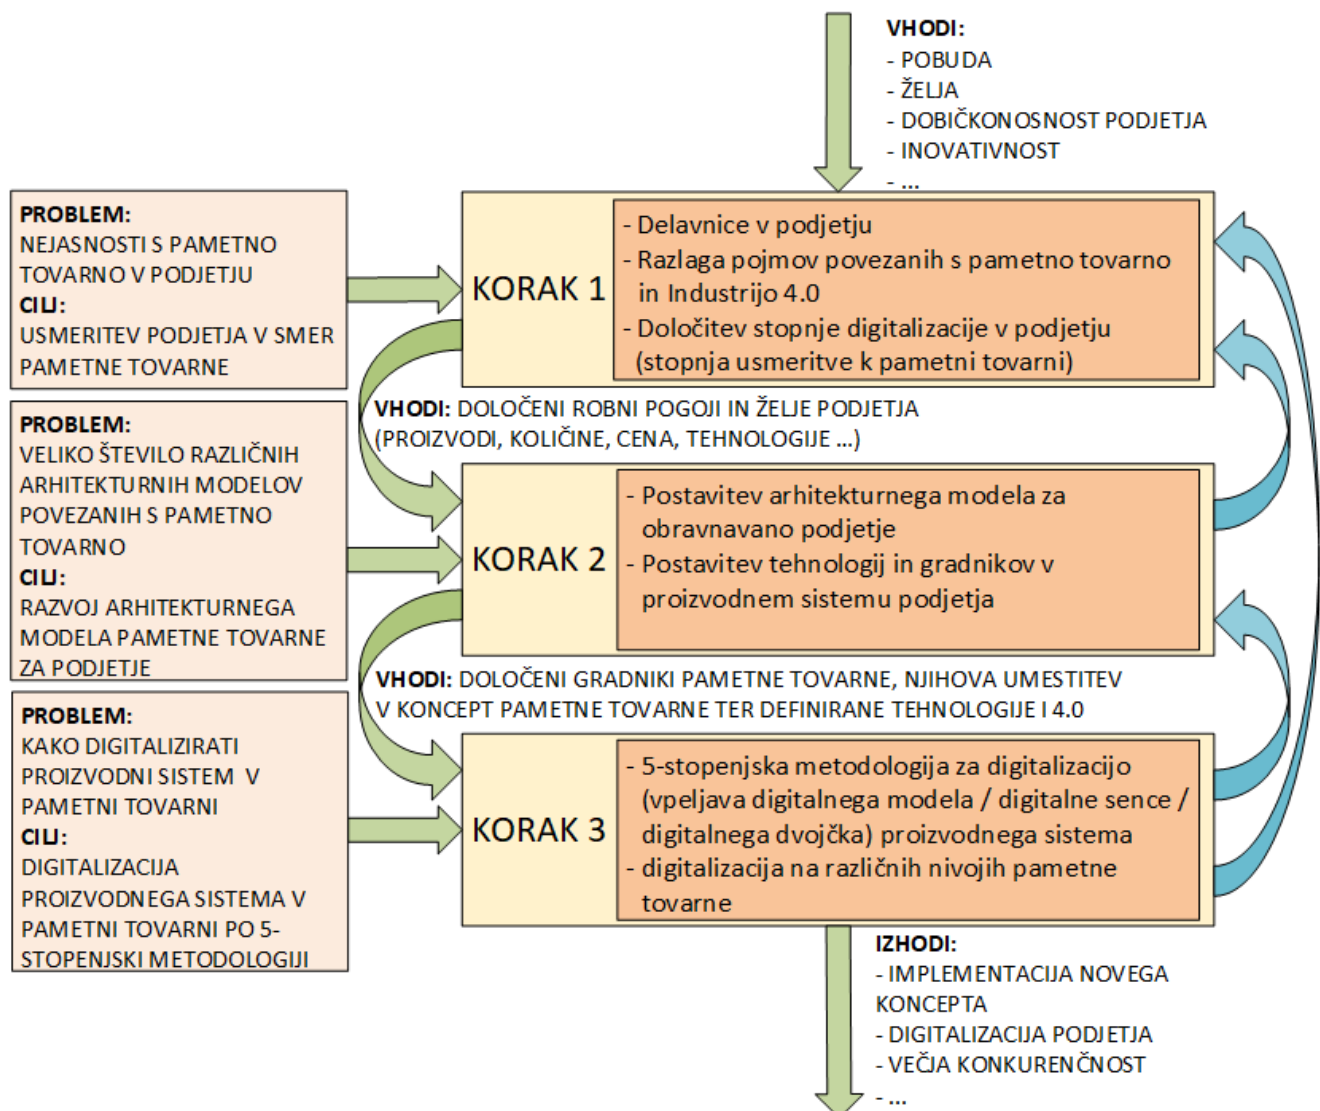 VHODI:
- POBUDA
- ŽELJA
- DOBIČKONOSNOST PODJETJA
- INOVATIVNOST
- ...
PROBLEM:
NEJASNOSTI S PAMETNO
TOVARNO V PODJETJU
CILJ:
USMERITEV PODJETJA V SMER
PAMETNE TOVARNE
KORAK 1
- Delavnice v podjetju
- Razlaga pojmov povezanih s pametno tovarno
in Industrijo 4.0
- Določitev stopnje digitalizacije v podjetju
(stopnja usmeritve k pametni tovarni)
VHODI: DOLOČENI ROBNI POGOJI IN ŽELJE PODJETJA
(PROIZVODI, KOLIČINE, CENA, TEHNOLOGIJE ...)
PROBLEM:
VELIKO ŠTEVILO RAZLIČNIH
ARHITEKTURNIH MODELOV
POVEZANIH S PAMETNO
TOVARNO
CILJ:
RAZVOJ ARHITEKTURNEGA
MODELA PAMETNE TOVARNE
ZA PODJETJE
KORAK 2
- Postavitev arhitekturnega modela za
obravnavano podjetje
- Postavitev tehnologij in gradnikov v
proizvodnem sistemu podjetja
VHODI: DOLOČENI GRADNIKI PAMETNE TOVARNE, NJIHOVA UMESTITEV
V KONCEPT PAMETNE TOVARNE TER DEFINIRANE TEHNOLOGIJE I 4.0
PROBLEM:
KAKO DIGITALIZIRATI
PROIZVODNI SISTEM V
PAMETNI TOVARNI
CILJ:
DIGITALIZACIJA
PROIZVODNEGA SISTEMA V
PAMETNI TOVARNI PO 5-
STOPENJSKI METODOLOGIJI
KORAK 3
- 5-stopenjska metodologija za digitalizacijo
(vpeljava digitalnega modela / digitalne sence /
digitalnega dvojčka) proizvodnega sistema
- digitalizacija na različnih nivojih pametne
tovarne
IZHODI:
- IMPLEMENTACIJA NOVEGA
KONCEPTA
- DIGITALIZACIJA PODJETJA
- VEČJA KONKURENČNOST
- ...